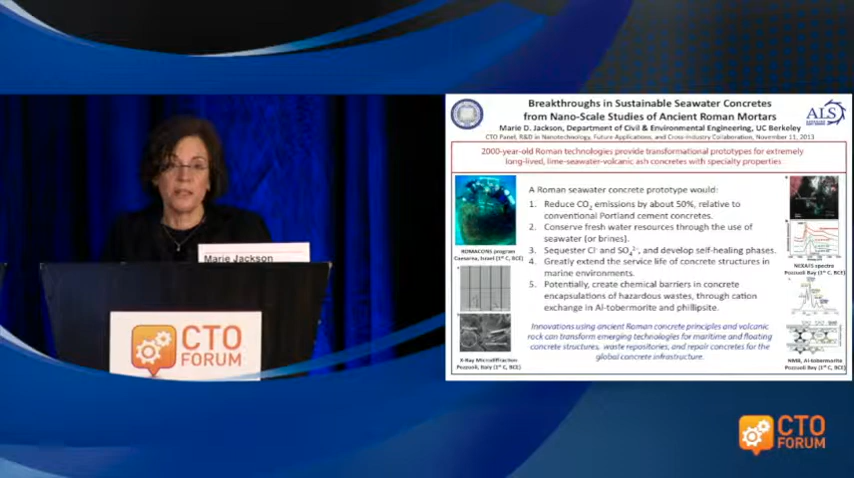 Marie Jackson
CTO
FORUM
Breakthroughs in Sustainable Seawater Concretes
from Nano-Scale Studies of Ancient Roman Mortars
Marie D. Jackson, Department of Civil & Environmental Engineering, UC Berkeley
CTO Panel, R&D in Nanotechnology, Future Applications, and Cross-Industry Collaboration, November 11, 2013
ALS
2000-year-old Roman technologies provide transformational prototypes for extremely
long-lived, lime-seawater-volcanic ash concretes with specialty properties
A Roman seawater concrete prototype would:
1. Reduce CO2 emissions by about 50%, relative to
conventional Portland cement concretes.
2. Conserve fresh water resources through the use of
seawater (or brines).
3. Sequester Cl- and SO4 2-, and develop self-healing phases.
4. Greatly extend the service life of concrete structures in
marine environments.
5. Potentially, create chemical barriers in concrete
encapsulations of hazardous wastes, through cation
exchange in Al-tobermorite and phillipsite.
Innovations using ancient Roman concrete principles and volcanic
rock can transform emerging technologies for maritime and floating
concrete structures, waste repositories, and repair concretes for the
global concrete infrastructure.
ROMACONS program
Caesarea, Israel (1st C, BCE)
X-Ray Microdiffraction
Pozzuoli, Italy (1st C, BCE)
NEXAFS spectra
Pozzuoli Bay (1st C, BCE)
NMR, Al-tobermorite
Pozzuoli Bay (1st C, BCE)
CTO
FORUM